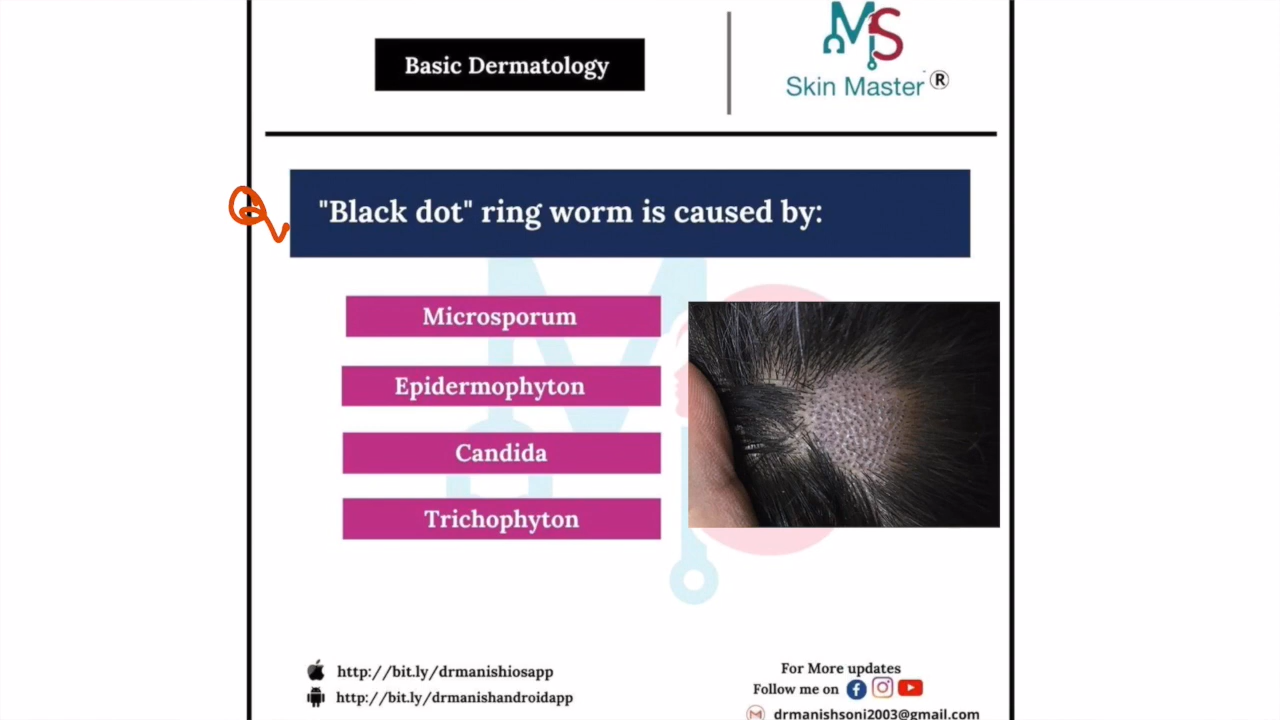 MS
Basic Dermatology
Skin Master ®
Q
"Black dot" ring worm is caused by:
Microsporum
Epidermophyton
Candida
Trichophyton
http://bit.ly/drmanishiosapp
http://bit.ly/drmanishandroidapp
For More updates
Follow me on
drmanishsoni2003@gmail.com